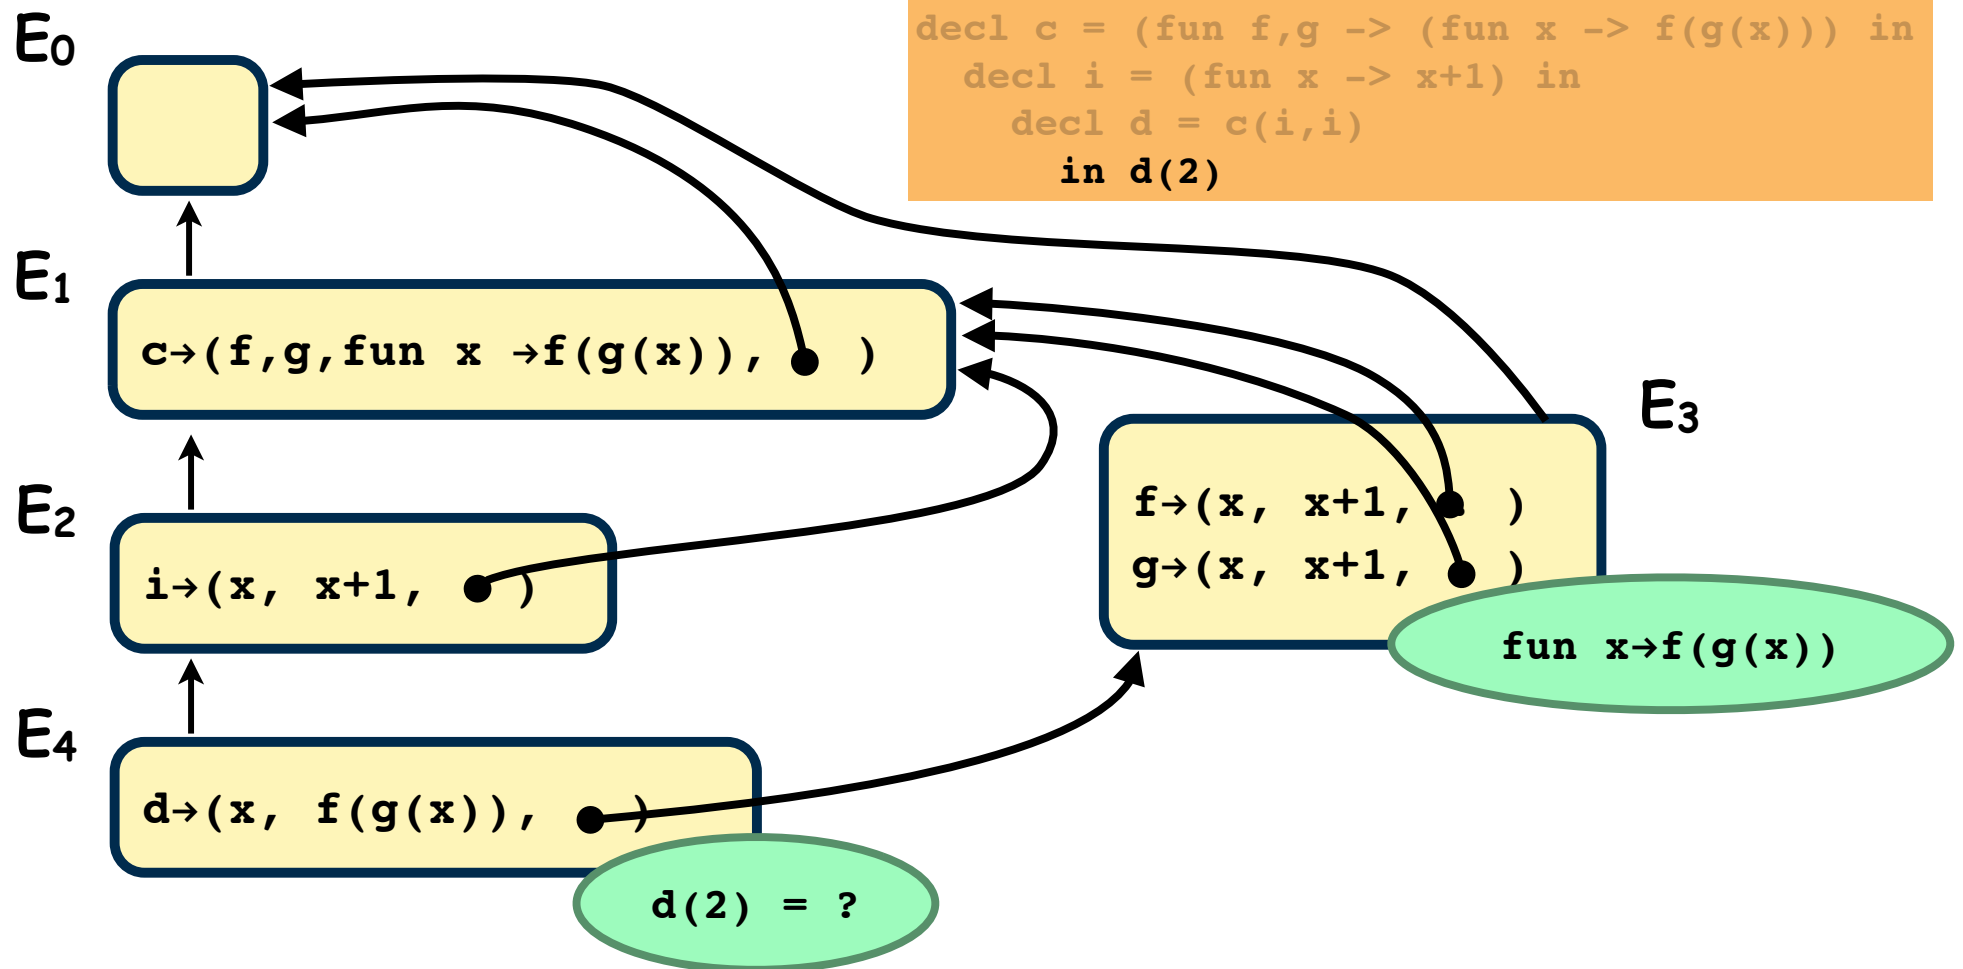 E0
decl c = (fun f,g -> (fun x -> f(g(x))) in
decl i = (fun x -> x+1) in
decl d = c(i,i)
in d(2)
E1
c→(f,g,fun x →f(g(x)), )
E3
f→(x, x+1, )
g→(x, x+1, )
fun x→f(g(x))
E2
i→(x, x+1, )
E4
d→(x, f(g(x)), )
d(2) = ?